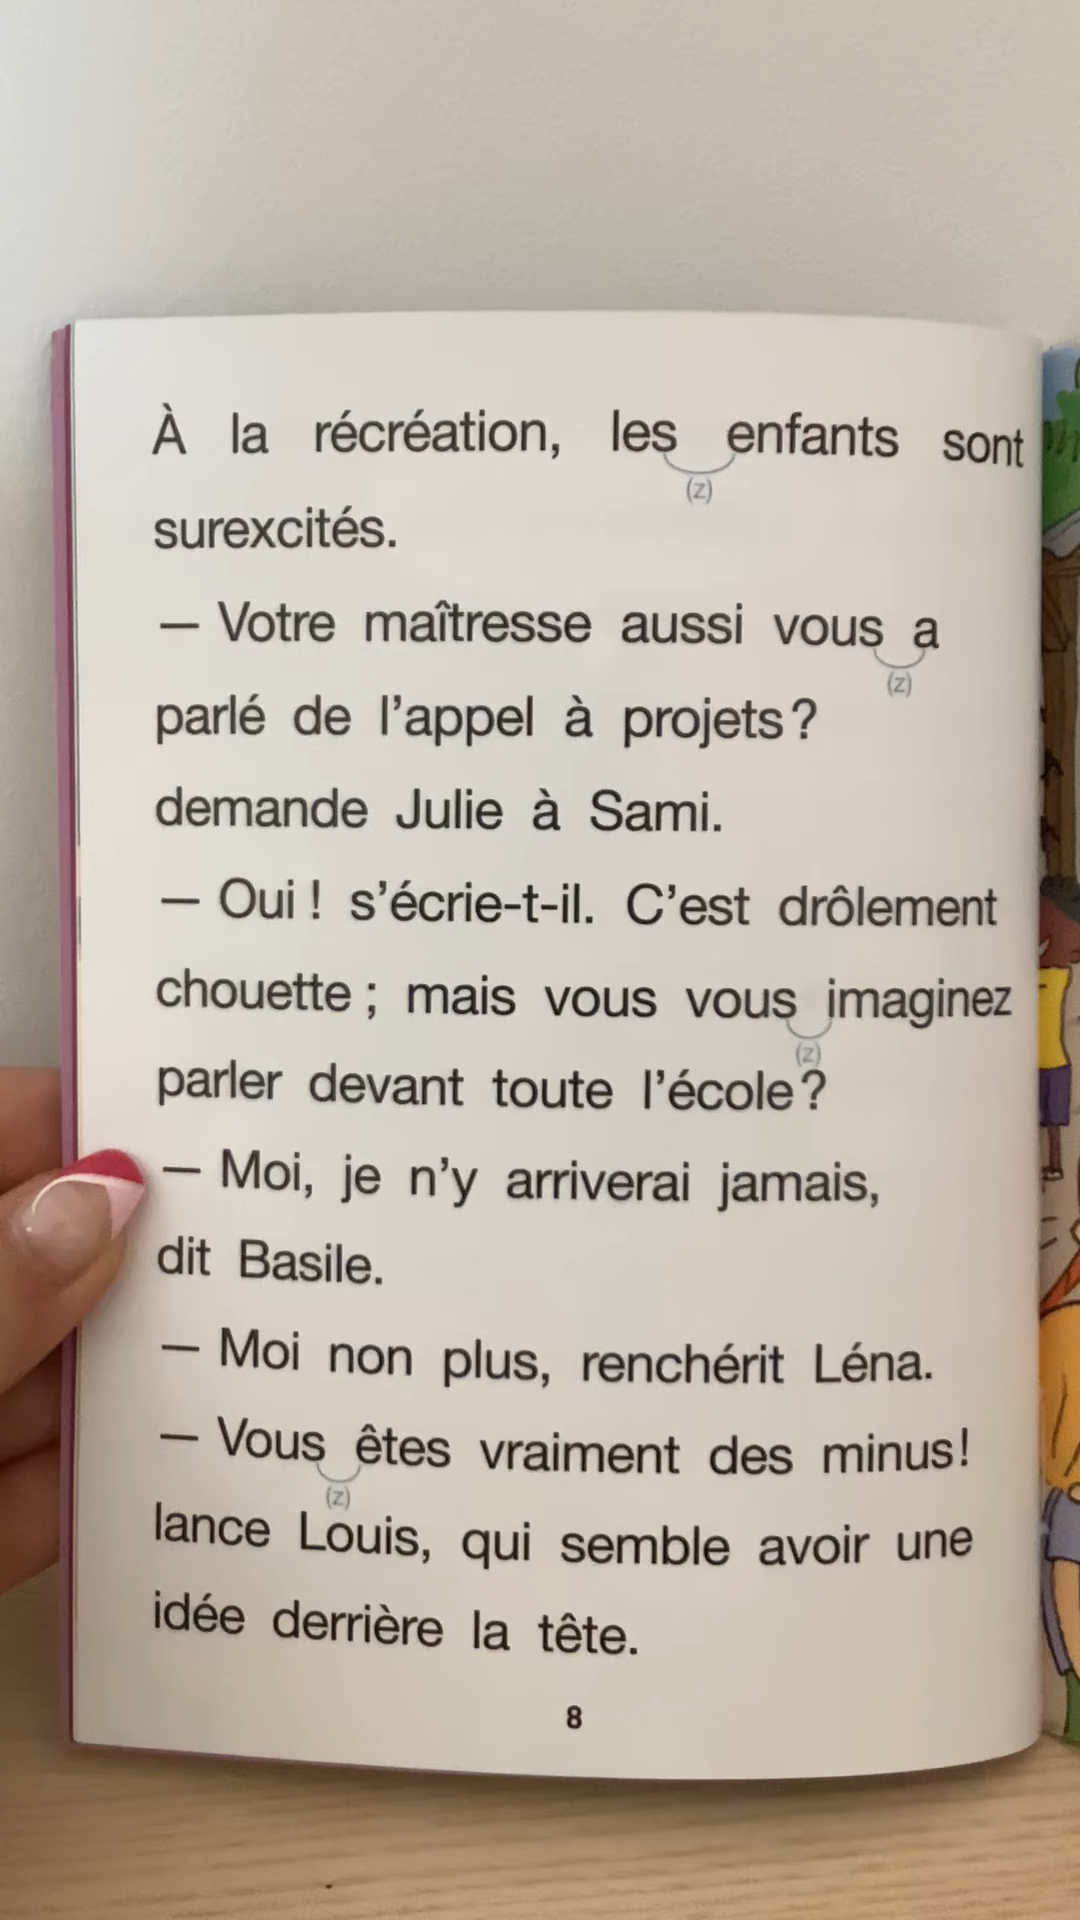 À la récréation, les enfants sont
(z)
surexcités.
— Votre maîtresse aussi vous a
(z)
parlé de l'appel à projets ?
demande Julie à Sami.
— Oui ! s'écrie-t-il. C'est drôlement
chouette ; mais vous vous imaginez
(z)
parler devant toute l'école ?
— Moi, je n'y arriverai jamais,
dit Basile.
— Moi non plus, renchérit Léna.
— Vous êtes vraiment des minus !
(z)
lance Louis, qui semble avoir une
idée derrière la tête.
8